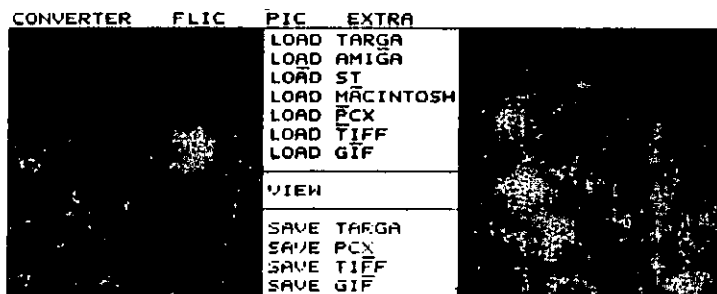 CONVERTER FLIC PIC EXTRA
LOAD TARGA
LOAD AMIGA
LOAD ST
LOAD MACINTOSH
LOAD PCX
LOAD TIFF
LOAD GIF
VIEW
SAVE TARGA
SAVE PCX
SAVE TIFF
SAVE GIF